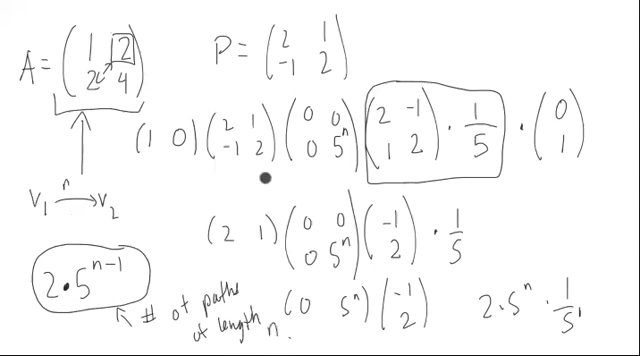 A = ( 1 2 ; 2 4 )   P = ( 2 1 ; -1 2 )
(1 0) ( 2 1 ; -1 2 ) ( 0 0 ; 0 5^n ) ( 2 -1 ; 1 2 ) · 1/5 · ( 0 ; 1 )
V₁ —n→ V₂
(2 1) ( 0 0 ; 0 5^n ) ( -1 ; 2 ) · 1/5
2 · 5^{n-1}
# of paths of length n.
(0 5^n) ( -1 ; 2 )   2 · 5^n · 1/5